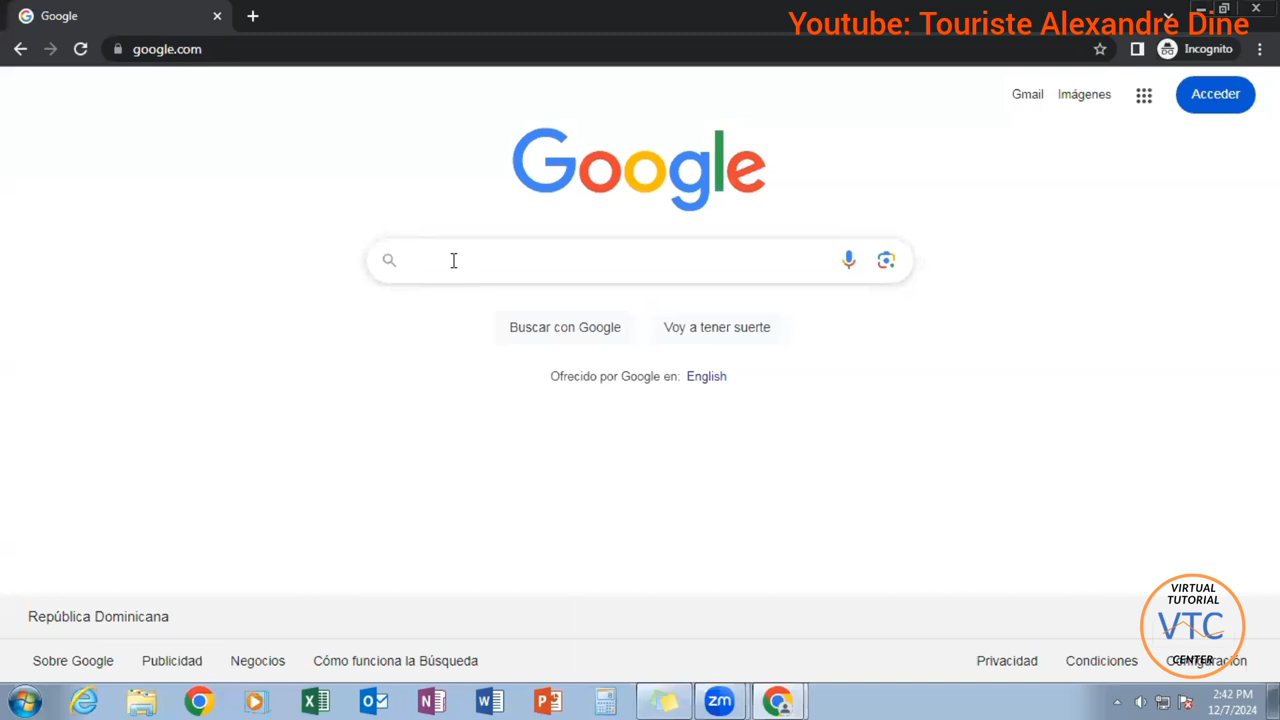 Google
Youtube: Touriste Alexandre Dine
google.com
Incognito
Gmail
Imágenes
Acceder
Google
Buscar con Google
Voy a tener suerte
Ofrecido por Google en: English
República Dominicana
VIRTUAL
TUTORIAL
VTC
CENTER
Sobre Google
Publicidad
Negocios
Cómo funciona la Búsqueda
Privacidad
Condiciones
Configuración
zm
2:42 PM
12/7/2024